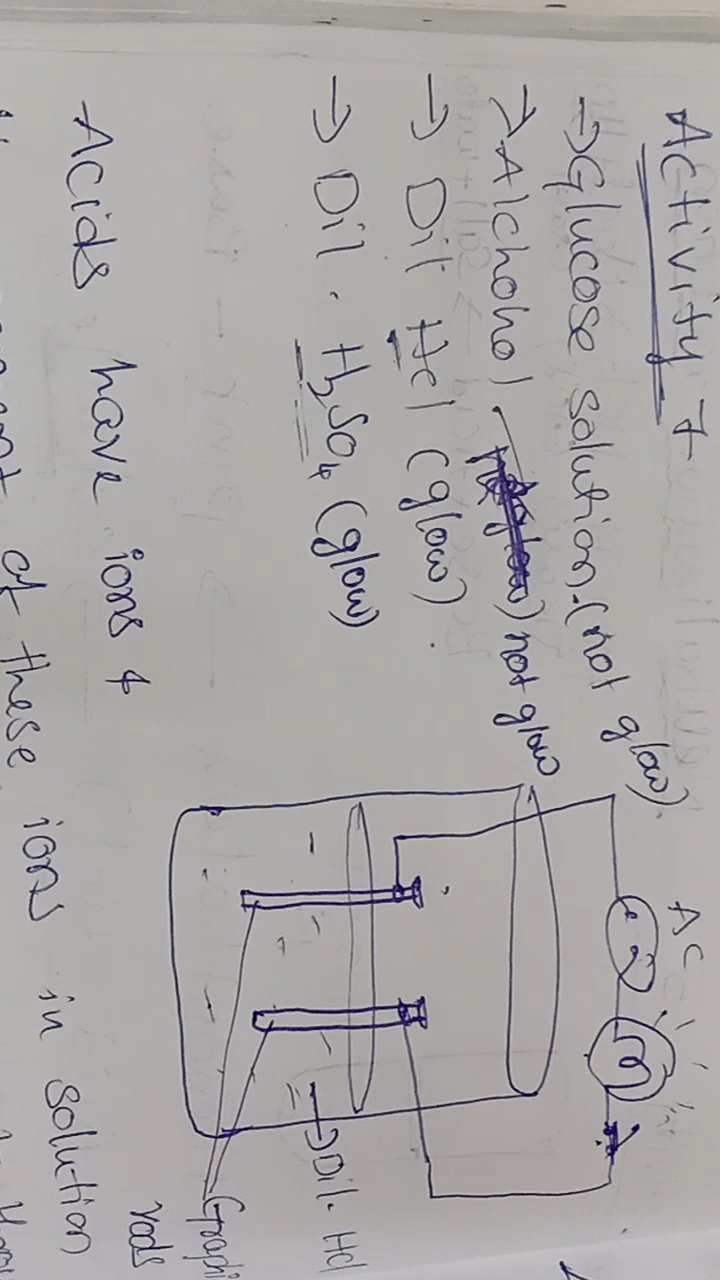 Activity 7
→ Glucose solution. (not glow).
→ Alchohol not glow
→ Dil HCl (glow).
→ Dil. H₂SO₄ (glow)
AC
→ Dil. HCl
rods
Acids have ions &
of these ions in solution